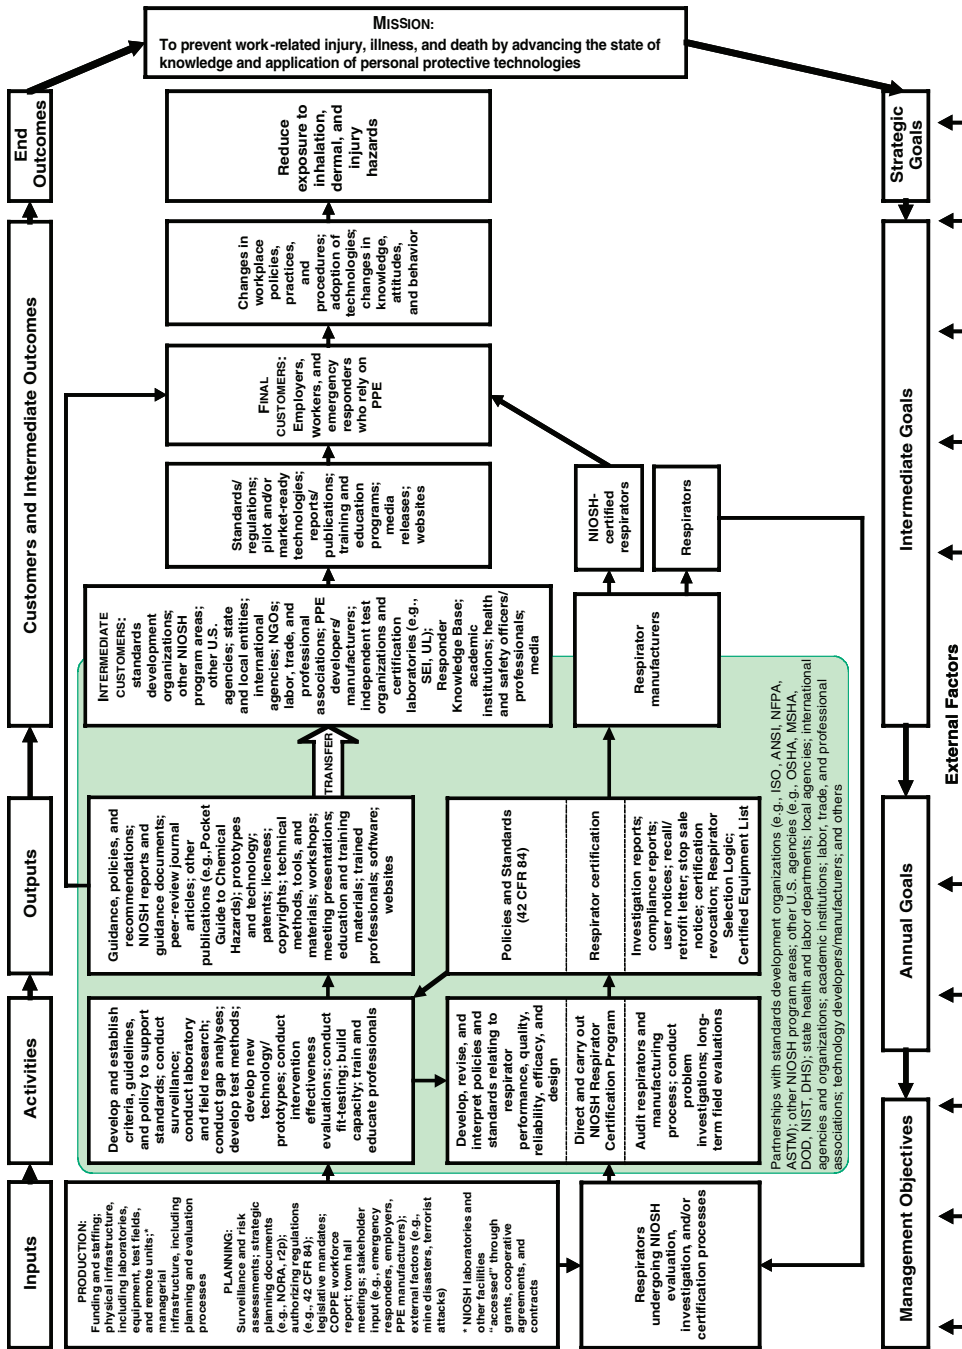 MISSION:
To prevent work-related injury, illness, and death by advancing the state of
knowledge and application of personal protective technologies
Inputs
Activities
Outputs
Customers and Intermediate Outcomes
End
Outcomes
PRODUCTION:
Funding and staffing;
physical infrastructure,
including laboratories,
equipment, test fields,
and remote units;*
managerial
infrastructure, including
planning and evaluation
processes
PLANNING:
Surveillance and risk
assessments; strategic
planning documents
(e.g., NORA, r2p);
authorizing regulations
(e.g., 42 CFR 84);
legislative mandates;
COPPE workforce
report; town hall
meetings; stakeholder
input (e.g., emergency
responders, employers,
PPE manufacturers);
external factors (e.g.,
mine disasters, terrorist
attacks)
* NIOSH laboratories and
other facilities
"accessed" through
grants, cooperative
agreements, and
contracts
Develop and establish
criteria, guidelines,
and policy to support
standards; conduct
surveillance;
conduct laboratory
and field research;
conduct gap analyses;
develop test methods;
develop new
technology/
prototypes; conduct
intervention
effectiveness
evaluations; conduct
fit-testing; build
capacity; train and
educate professionals
Guidance, policies, and
recommendations;
NIOSH reports and
guidance documents;
peer-review journal
articles; other
publications (e.g.,Pocket
Guide to Chemical
Hazards); prototypes
and technology;
patents; licenses;
copyrights; technical
methods, tools, and
materials; workshops;
meeting presentations;
education and training
materials; trained
professionals; software;
websites
TRANSFER
INTERMEDIATE
CUSTOMERS:
standards
development
organizations;
other NIOSH
program areas;
other U.S.
agencies; state
and local entities;
international
agencies; NGOs;
labor, trade, and
professional
associations; PPE
developers/
manufacturers;
independent test
organizations and
certification
laboratories (e.g.,
SEI, UL);
Responder
Knowledge Base;
academic
institutions; health
and safety officers/
professionals;
media
Standards/
regulations;
pilot and/or
market-ready
technologies;
reports/
publications;
training and
education
programs;
media
releases;
websites
FINAL
CUSTOMERS:
Employers,
Workers, and
emergency
responders
who rely on
PPE
Changes in
workplace
policies,
practices,
and
procedures;
adoption of
technologies;
changes in
knowledge,
attitudes,
and behavior
Reduce
exposure to
inhalation,
dermal, and
injury
hazards
Respirators
undergoing NIOSH
evaluation,
investigation, and/or
certification processes
Develop, revise, and
interpret policies and
standards relating to
respirator
performance, quality,
reliability, efficacy, and
design
Direct and carry out
NIOSH Respirator
Certification Program
Audit respirators and
manufacturing
process; conduct
problem
investigations; long-
term field evaluations
Policies and Standards
(42 CFR 84)
Respirator certification
Investigation reports;
compliance reports;
user notices; recall/
retrofit letter; stop sale
notice; certification
revocation; Respirator
Selection Logic;
Certified Equipment List
Respirator
manufacturers
NIOSH-
certified
respirators
Respirators
Partnerships with standards development organizations (e.g., ISO, ANSI, NFPA,
ASTM); other NIOSH program areas; other U.S. agencies (e.g., OSHA, MSHA,
DOD, NIST, DHS); state health and labor departments; local agencies; international
agencies and organizations; academic institutions; labor, trade, and professional
associations; technology developers/manufacturers; and others
Management Objectives
Annual Goals
Intermediate Goals
Strategic
Goals
External Factors